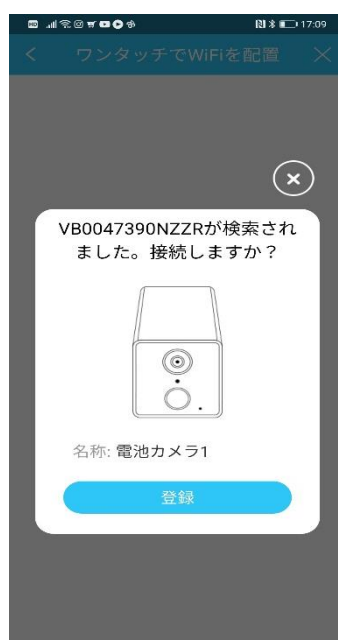 HD 17:09
ワンタッチでWiFiを配置
VB0047390NZZRが検索され
ました。接続しますか？
名称: 電池カメラ1
登録